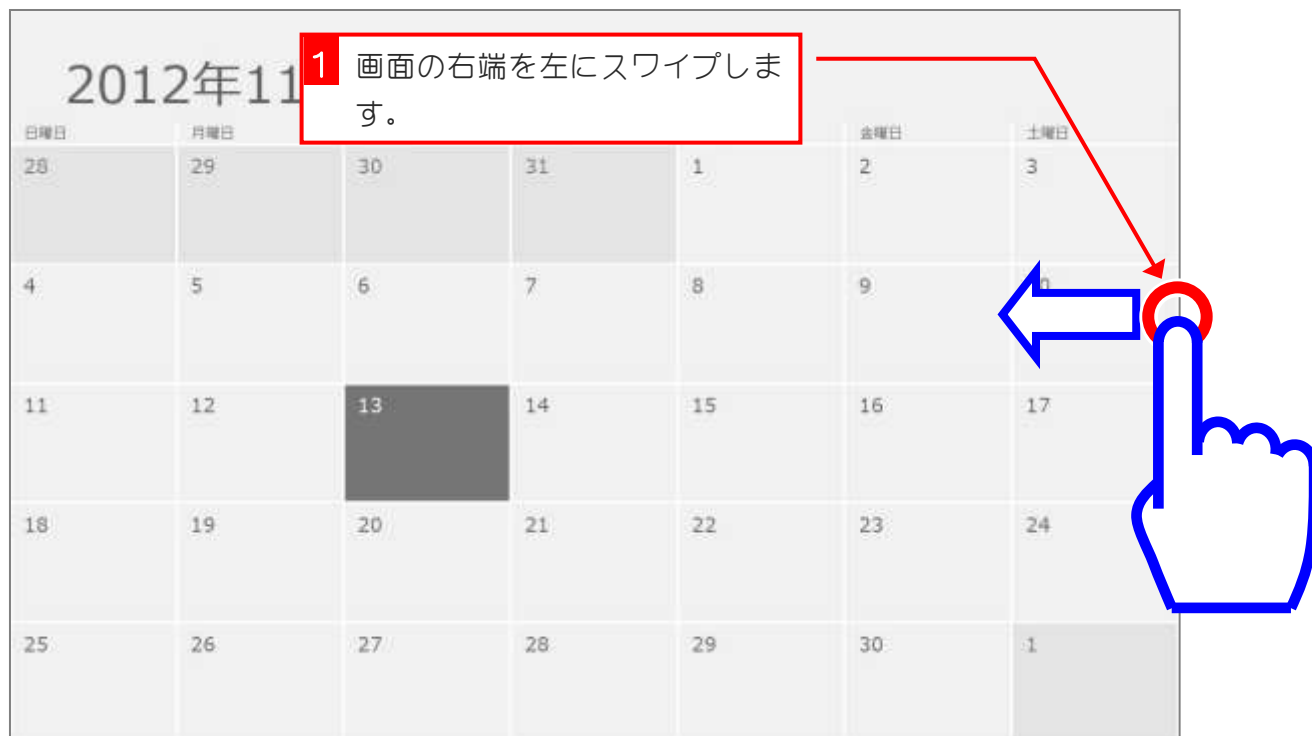 2012年11
1 画面の右端を左にスワイプしま
す。
日曜日 月曜日 金曜日 土曜日
28 29 30 31 1 2 3
4 5 6 7 8 9
11 12 13 14 15 16 17
18 19 20 21 22 23 24
25 26 27 28 29 30 1